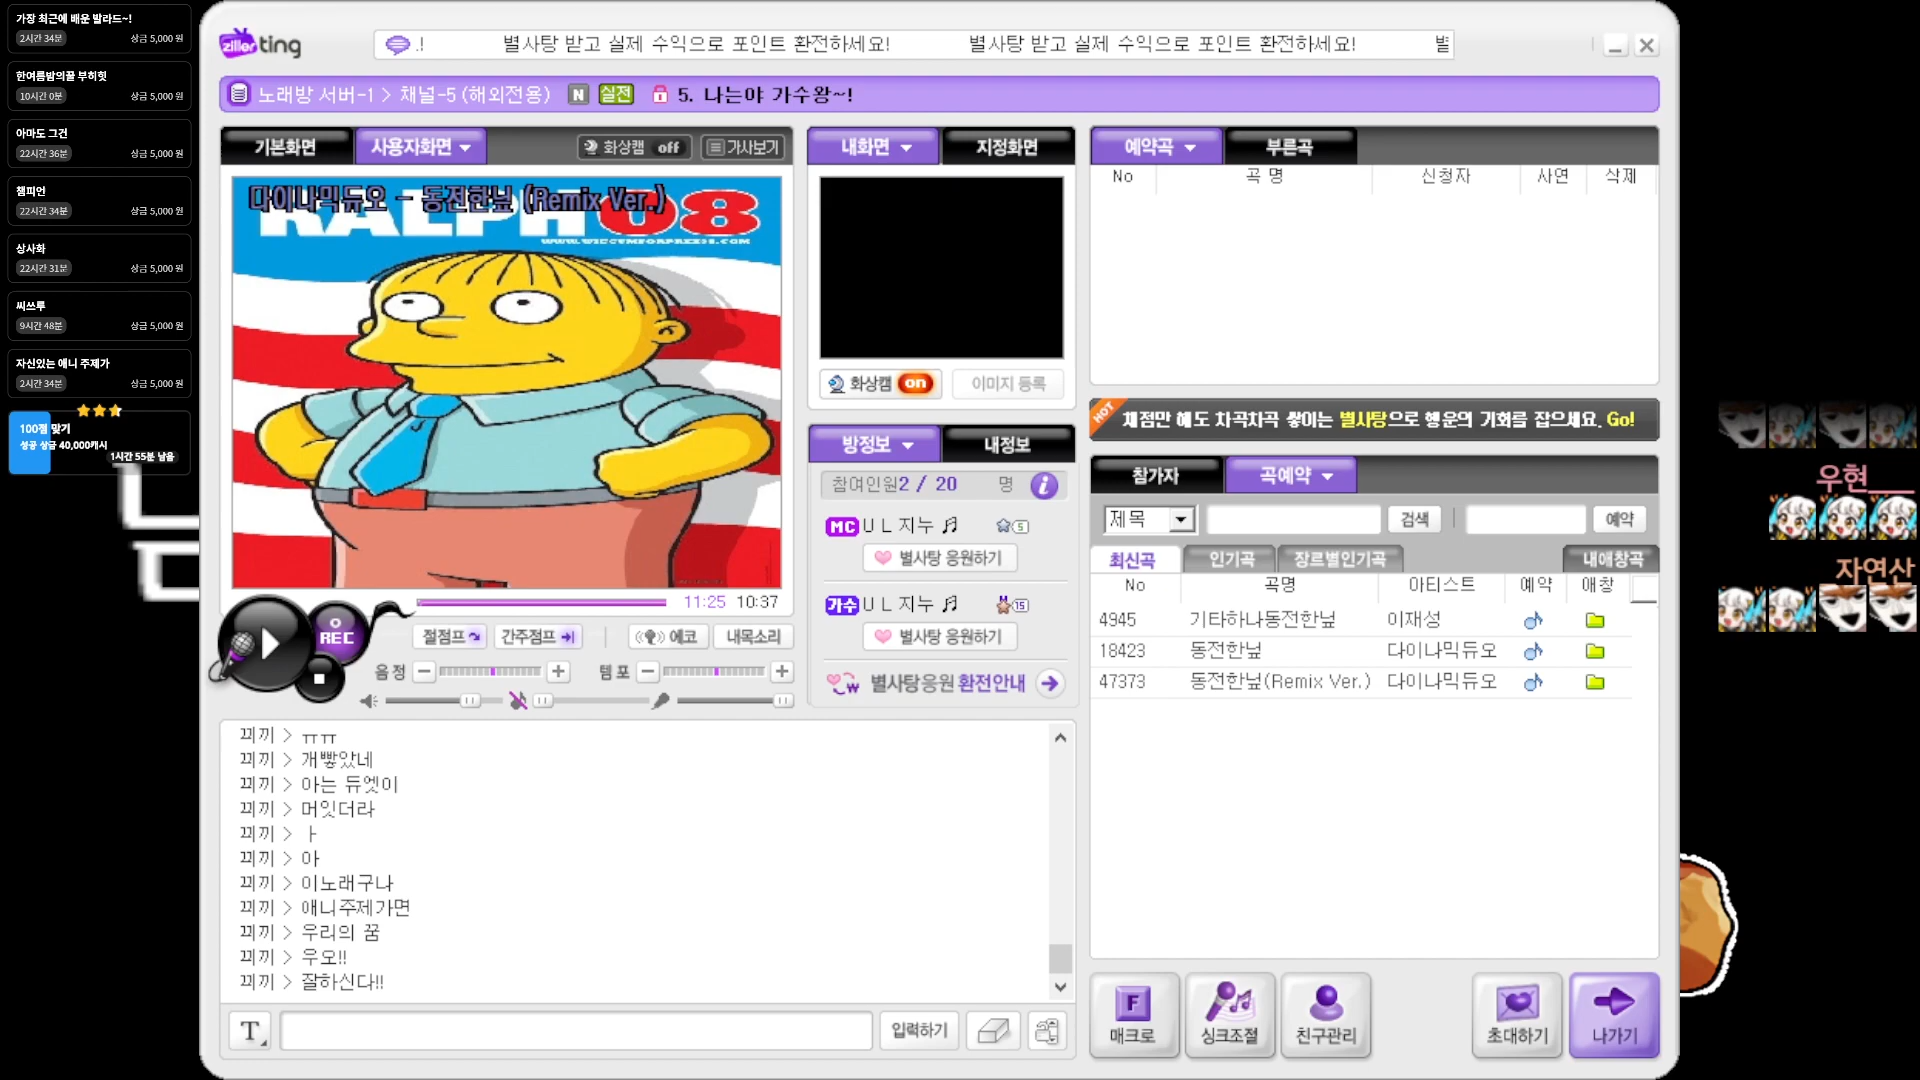 가장 최근에 배운 발라드~!
2시간 34분 상금 5,000 원
한여름밤의꿀 부히힛
10시간 0분 상금 5,000 원
아마도 그건
22시간 36분 상금 5,000 원
챔피언
22시간 34분 상금 5,000 원
상사화
22시간 31분 상금 5,000 원
씨쓰루
9시간 48분 상금 5,000 원
자신있는 애니 주제가
2시간 34분 상금 5,000 원
100점 맞기
성공 상금 40,000캐시
1시간 55분 남음
ziller ting
.! 별사탕 받고 실제 수익으로 포인트 환전하세요! 별사탕 받고 실제 수익으로 포인트 환전하세요! 별
노래방 서버-1 > 채널-5 (해외전용) N 실전 5. 나는야 가수왕~!
기본화면 사용자화면 화상캠 off 가사보기
다이나믹듀오 - 동전한닢 (Remix Ver.)
RALPH 08
11:25 10:37
REC
절점프 간주점프 에코 내목소리
음정 템포
내화면 지정화면
화상캠 on 이미지 등록
방정보 내정보
참여인원 2 / 20 명
MC U L 지누 5
별사탕 응원하기
가수 U L 지누 15
별사탕 응원하기
별사탕응원 환전안내
예약곡 부른곡
No 곡 명 신청자 사연 삭제
HOT 채점만 해도 차곡차곡 쌓이는 별사탕으로 행운의 기회를 잡으세요. Go!
참가자 곡예약
제목 검색 예약
최신곡 인기곡 장르별인기곡 내애창곡
No 곡명 아티스트 예약 애창
4945 기타하나동전한닢 이재성
18423 동전한닢 다이나믹듀오
47373 동전한닢(Remix Ver.) 다이나믹듀오
끼끼 > ㅠㅠ
끼끼 > 개빻았네
끼끼 > 아는 듀엣이
끼끼 > 머잇더라
끼끼 > ㅏ
끼끼 > 아
끼끼 > 이노래구나
끼끼 > 애니주제가면
끼끼 > 우리의 꿈
끼끼 > 우오!!
끼끼 > 잘하신다!!
T 입력하기
F
매크로 싱크조절 친구관리 초대하기 나가기
우현__
자연산